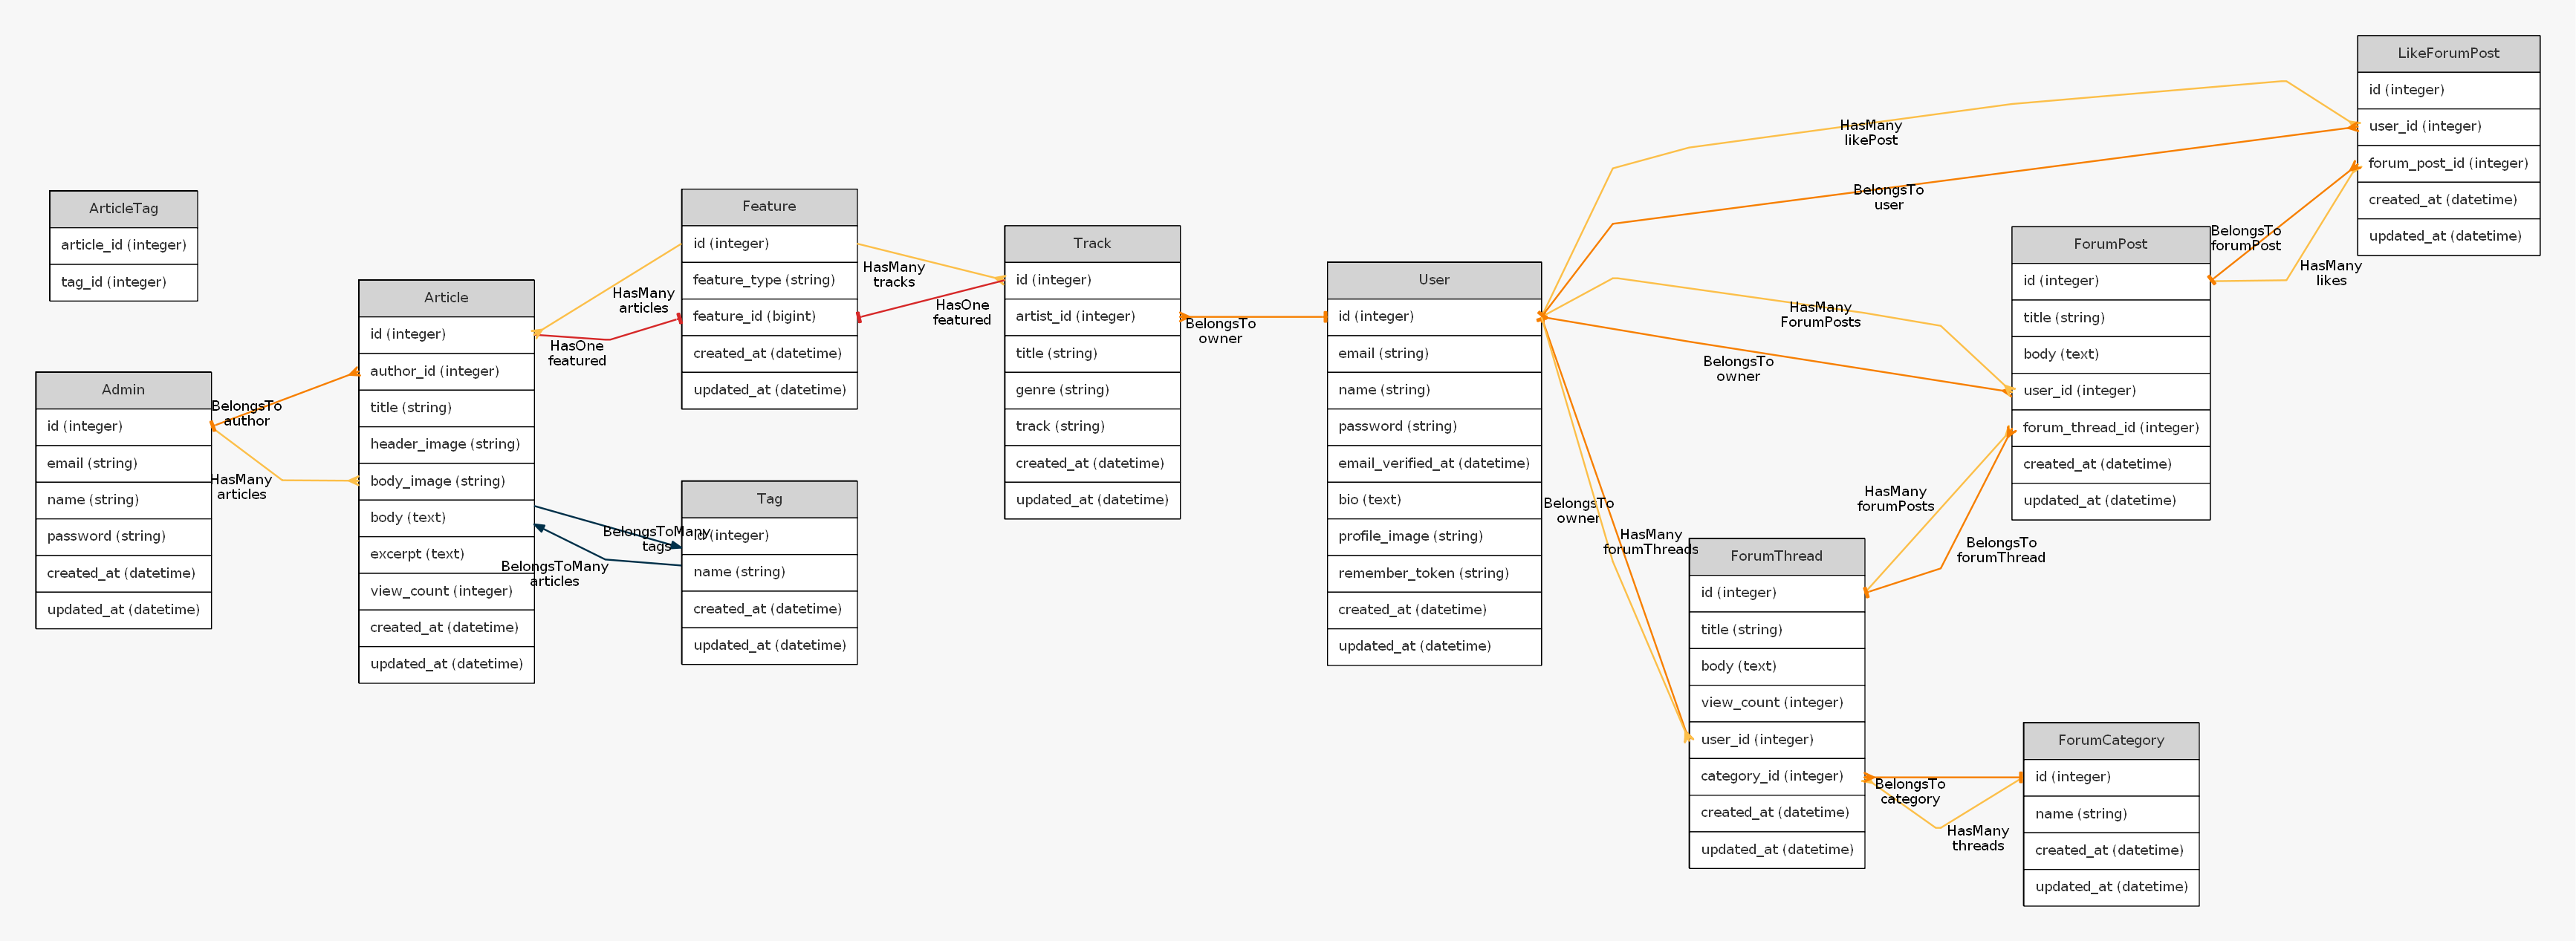 ArticleTag
article_id (integer)
tag_id (integer)
Admin
id (integer)
email (string)
name (string)
password (string)
created_at (datetime)
updated_at (datetime)
BelongsTo
author
HasMany
articles
Article
id (integer)
author_id (integer)
title (string)
header_image (string)
body_image (string)
body (text)
excerpt (text)
view_count (integer)
created_at (datetime)
updated_at (datetime)
HasMany
articles
HasOne
featured
BelongsToMany
tags
BelongsToMany
articles
Feature
id (integer)
feature_type (string)
feature_id (bigint)
created_at (datetime)
updated_at (datetime)
Tag
id (integer)
name (string)
created_at (datetime)
updated_at (datetime)
HasMany
tracks
HasOne
featured
Track
id (integer)
artist_id (integer)
title (string)
genre (string)
track (string)
created_at (datetime)
updated_at (datetime)
BelongsTo
owner
User
id (integer)
email (string)
name (string)
password (string)
email_verified_at (datetime)
bio (text)
profile_image (string)
remember_token (string)
created_at (datetime)
updated_at (datetime)
HasMany
likePost
BelongsTo
user
HasMany
ForumPosts
BelongsTo
owner
BelongsTo
owner
HasMany
forumThreads
ForumThread
id (integer)
title (string)
body (text)
view_count (integer)
user_id (integer)
category_id (integer)
created_at (datetime)
updated_at (datetime)
HasMany
forumPosts
BelongsTo
forumThread
BelongsTo
category
HasMany
threads
ForumPost
id (integer)
title (string)
body (text)
user_id (integer)
forum_thread_id (integer)
created_at (datetime)
updated_at (datetime)
ForumCategory
id (integer)
name (string)
created_at (datetime)
updated_at (datetime)
BelongsTo
forumPost
HasMany
likes
LikeForumPost
id (integer)
user_id (integer)
forum_post_id (integer)
created_at (datetime)
updated_at (datetime)